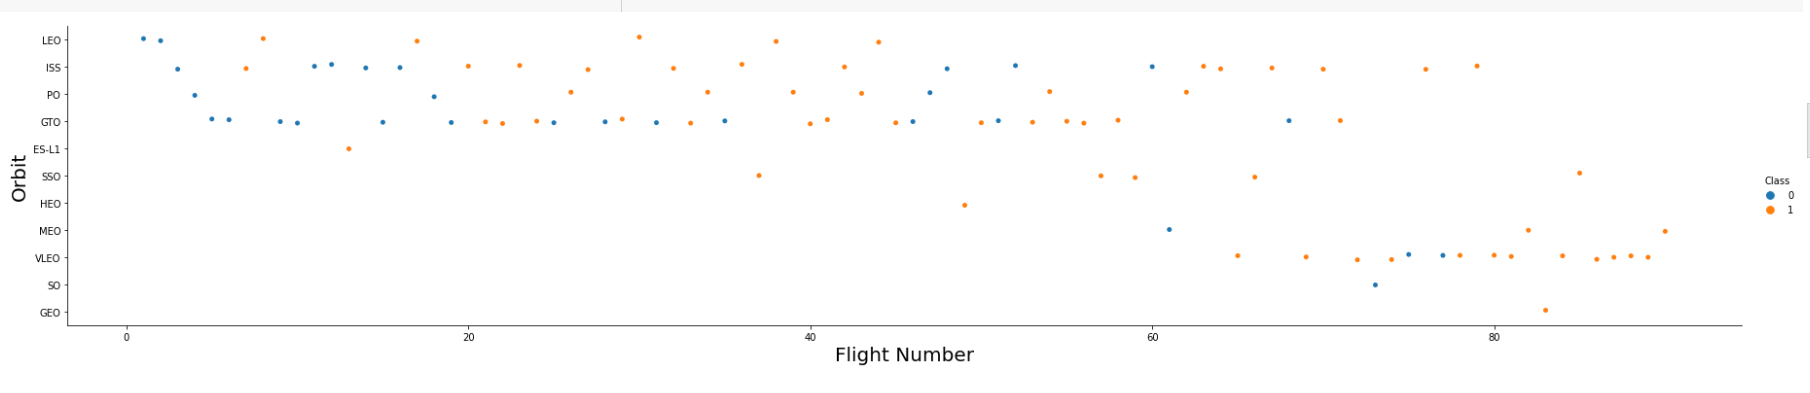 LEO
ISS
PO
GTO
ES-L1
SSO
HEO
MEO
VLEO
SO
GEO
Orbit
0 20 40 60 80
Flight Number
Class
0
1